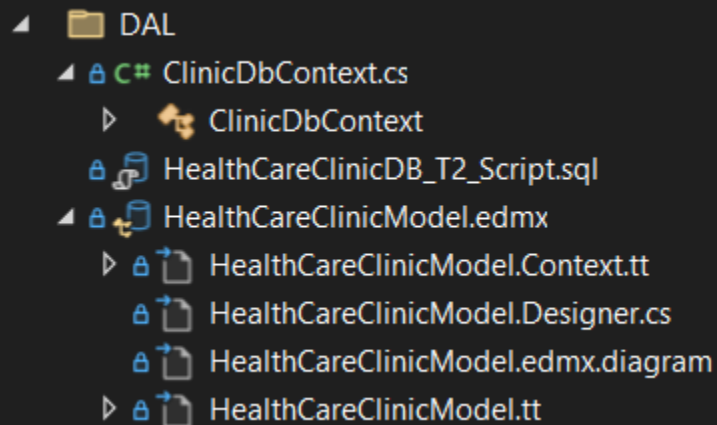 DAL
C# ClinicDbContext.cs
ClinicDbContext
HealthCareClinicDB_T2_Script.sql
HealthCareClinicModel.edmx
HealthCareClinicModel.Context.tt
HealthCareClinicModel.Designer.cs
HealthCareClinicModel.edmx.diagram
HealthCareClinicModel.tt